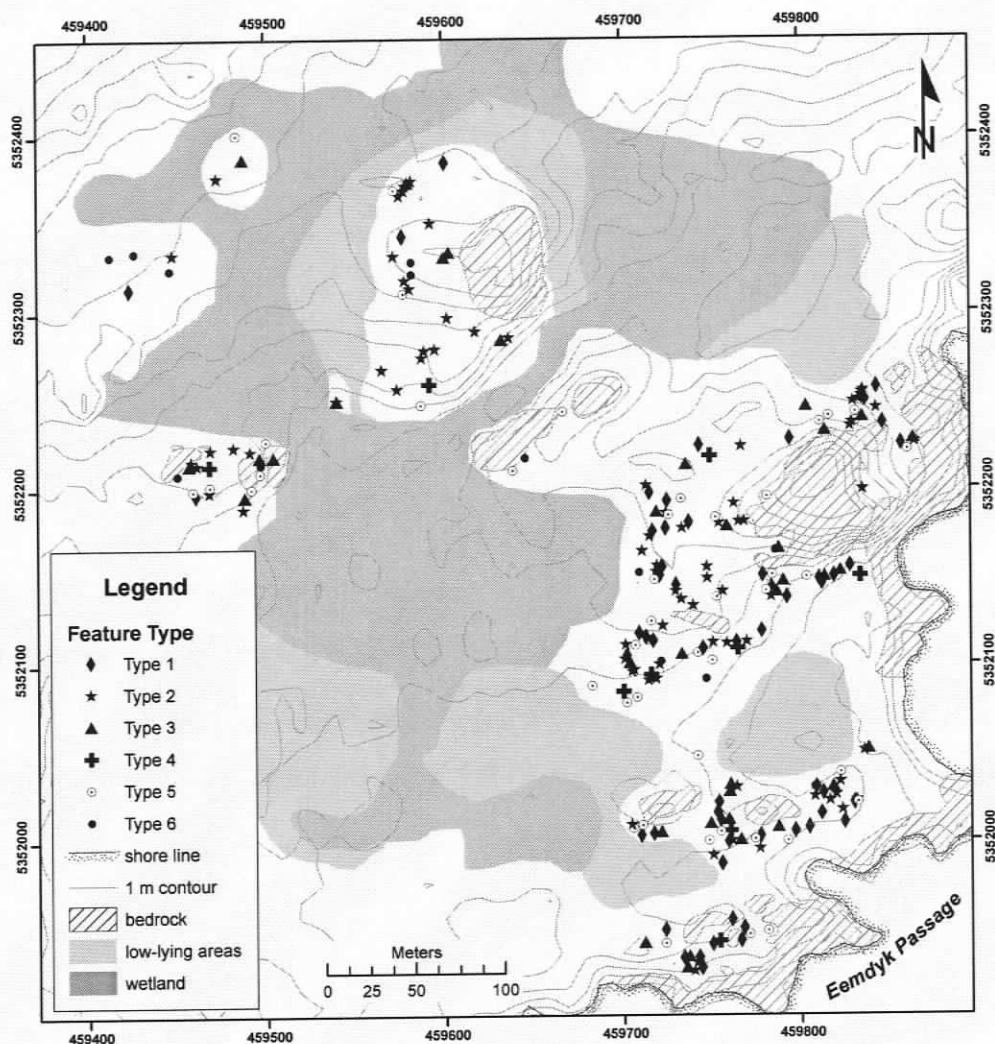 459400 459500 459600 459700 459800
5352400 5352400
N
5352300 5352300
5352200 5352200
Legend
Feature Type
Type 1
Type 2
Type 3
Type 4
Type 5
Type 6
shore line
1 m contour
bedrock
low-lying areas
wetland
5352100 5352100
5352000 5352000
Meters
0 25 50 100
Eemdyk Passage
459400 459500 459600 459700 459800